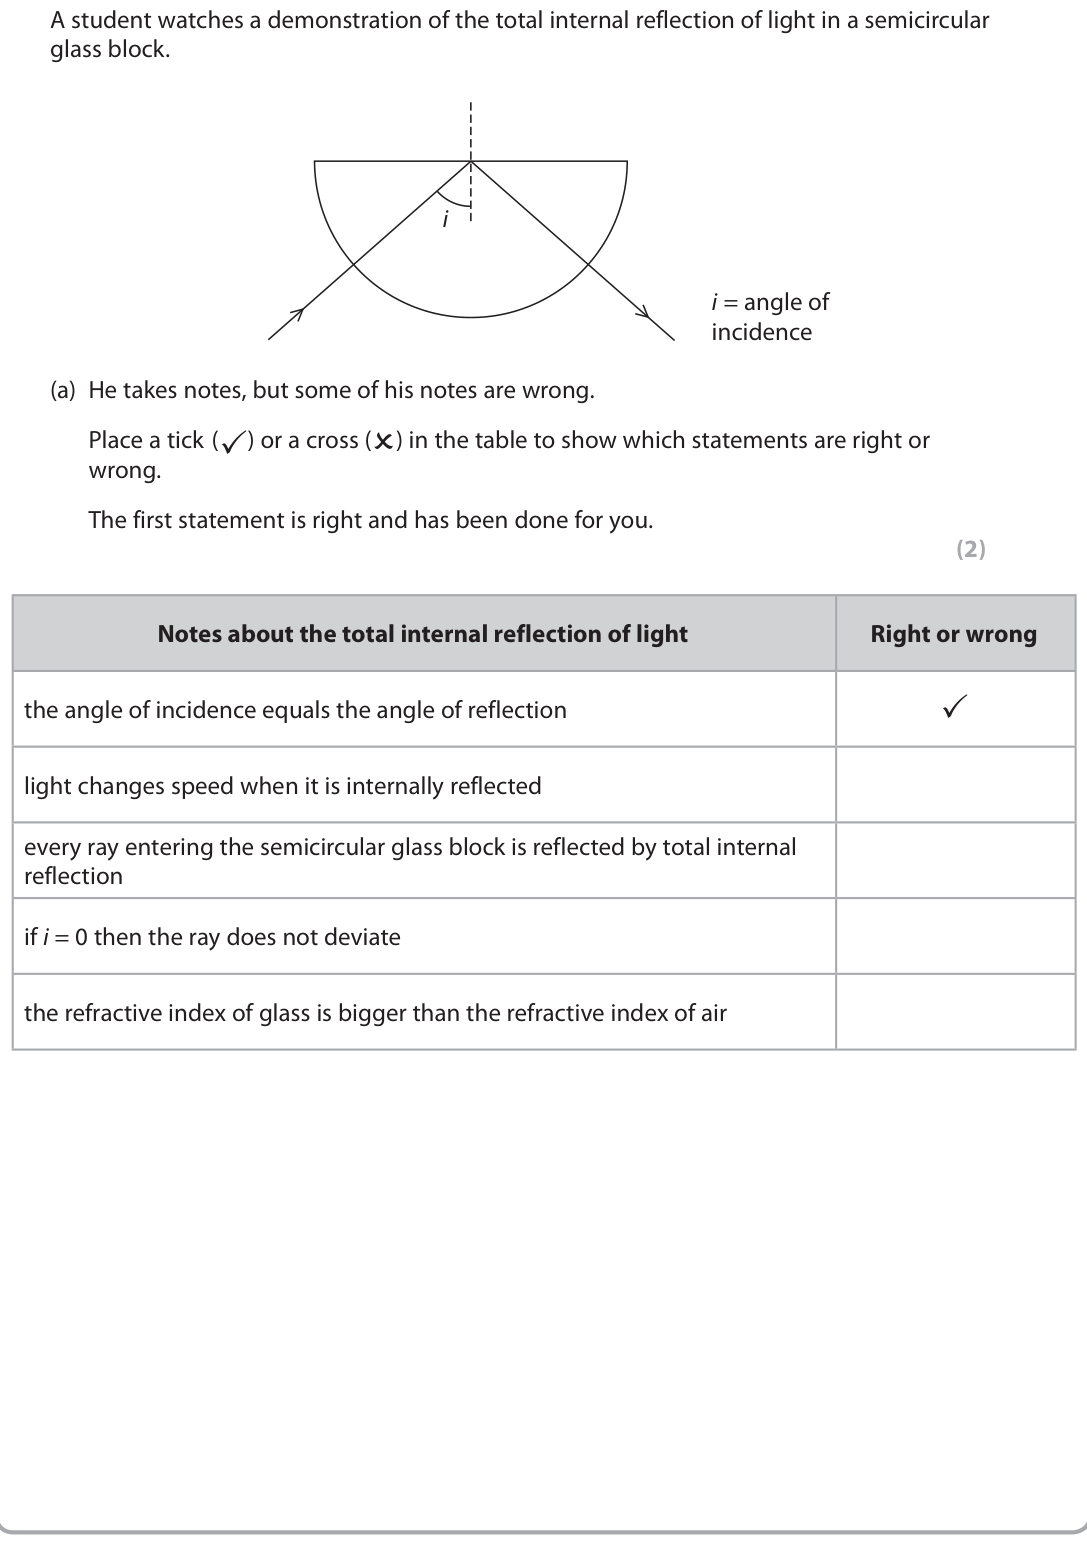 A student watches a demonstration of the total internal reflection of light in a semicircular
glass block.
i
i = angle of
incidence
(a) He takes notes, but some of his notes are wrong.
Place a tick (✓) or a cross (✗) in the table to show which statements are right or
wrong.
The first statement is right and has been done for you.
(2)
Notes about the total internal reflection of light Right or wrong
the angle of incidence equals the angle of reflection ✓
light changes speed when it is internally reflected
every ray entering the semicircular glass block is reflected by total internal
reflection
if i = 0 then the ray does not deviate
the refractive index of glass is bigger than the refractive index of air